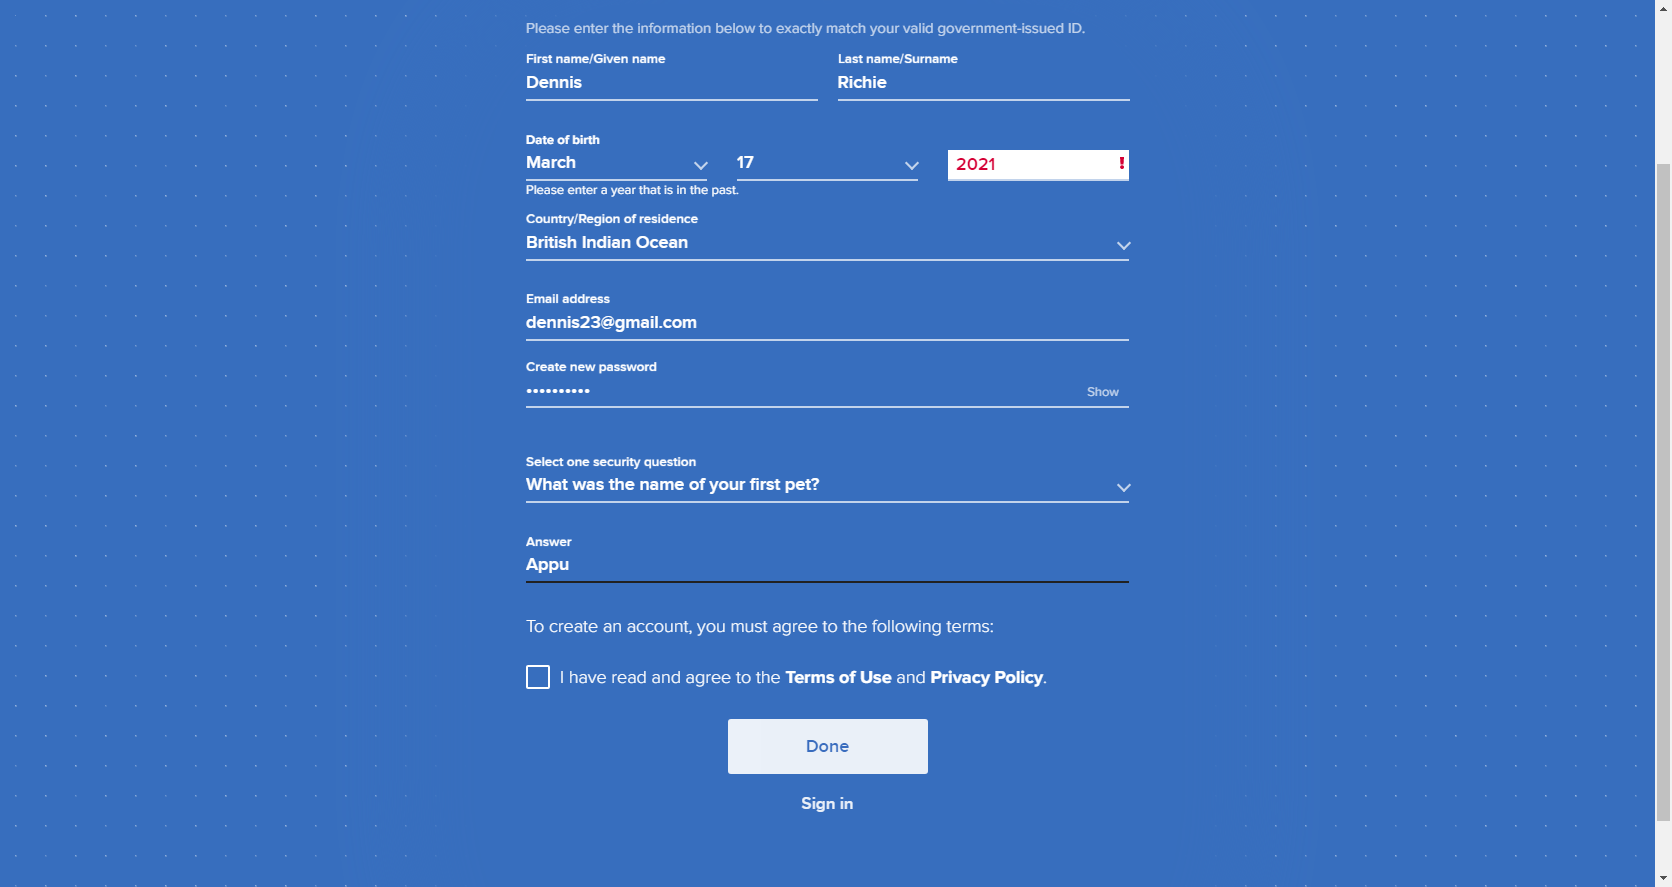 Please enter the information below to exactly match your valid government-issued ID.
First name/Given name
Dennis
Last name/Surname
Richie
Date of birth
March
17
2021
!
Please enter a year that is in the past.
Country/Region of residence
British Indian Ocean
Email address
dennis23@gmail.com
Create new password
••••••••••
Show
Select one security question
What was the name of your first pet?
Answer
Appu
To create an account, you must agree to the following terms:
I have read and agree to the Terms of Use and Privacy Policy.
Done
Sign in